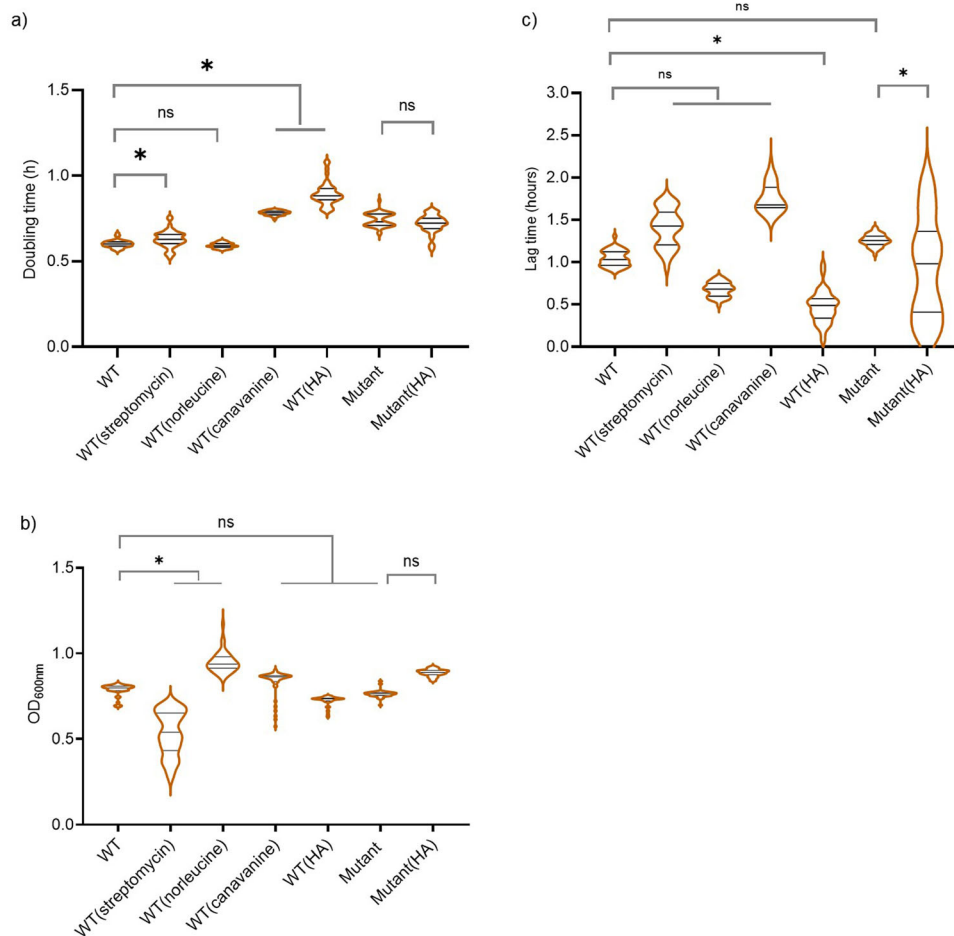 a)
*
ns
*
ns
Doubling time (h)
1.5
1.0
0.5
0.0
WT
WT(streptomycin)
WT(norleucine)
WT(canavanine)
WT(HA)
Mutant
Mutant(HA)
c)
ns
*
ns
*
Lag time (hours)
3.0
2.5
2.0
1.5
1.0
0.5
0.0
WT
WT(streptomycin)
WT(norleucine)
WT(canavanine)
WT(HA)
Mutant
Mutant(HA)
b)
ns
*
ns
OD600nm
1.5
1.0
0.5
0.0
WT
WT(streptomycin)
WT(norleucine)
WT(canavanine)
WT(HA)
Mutant
Mutant(HA)